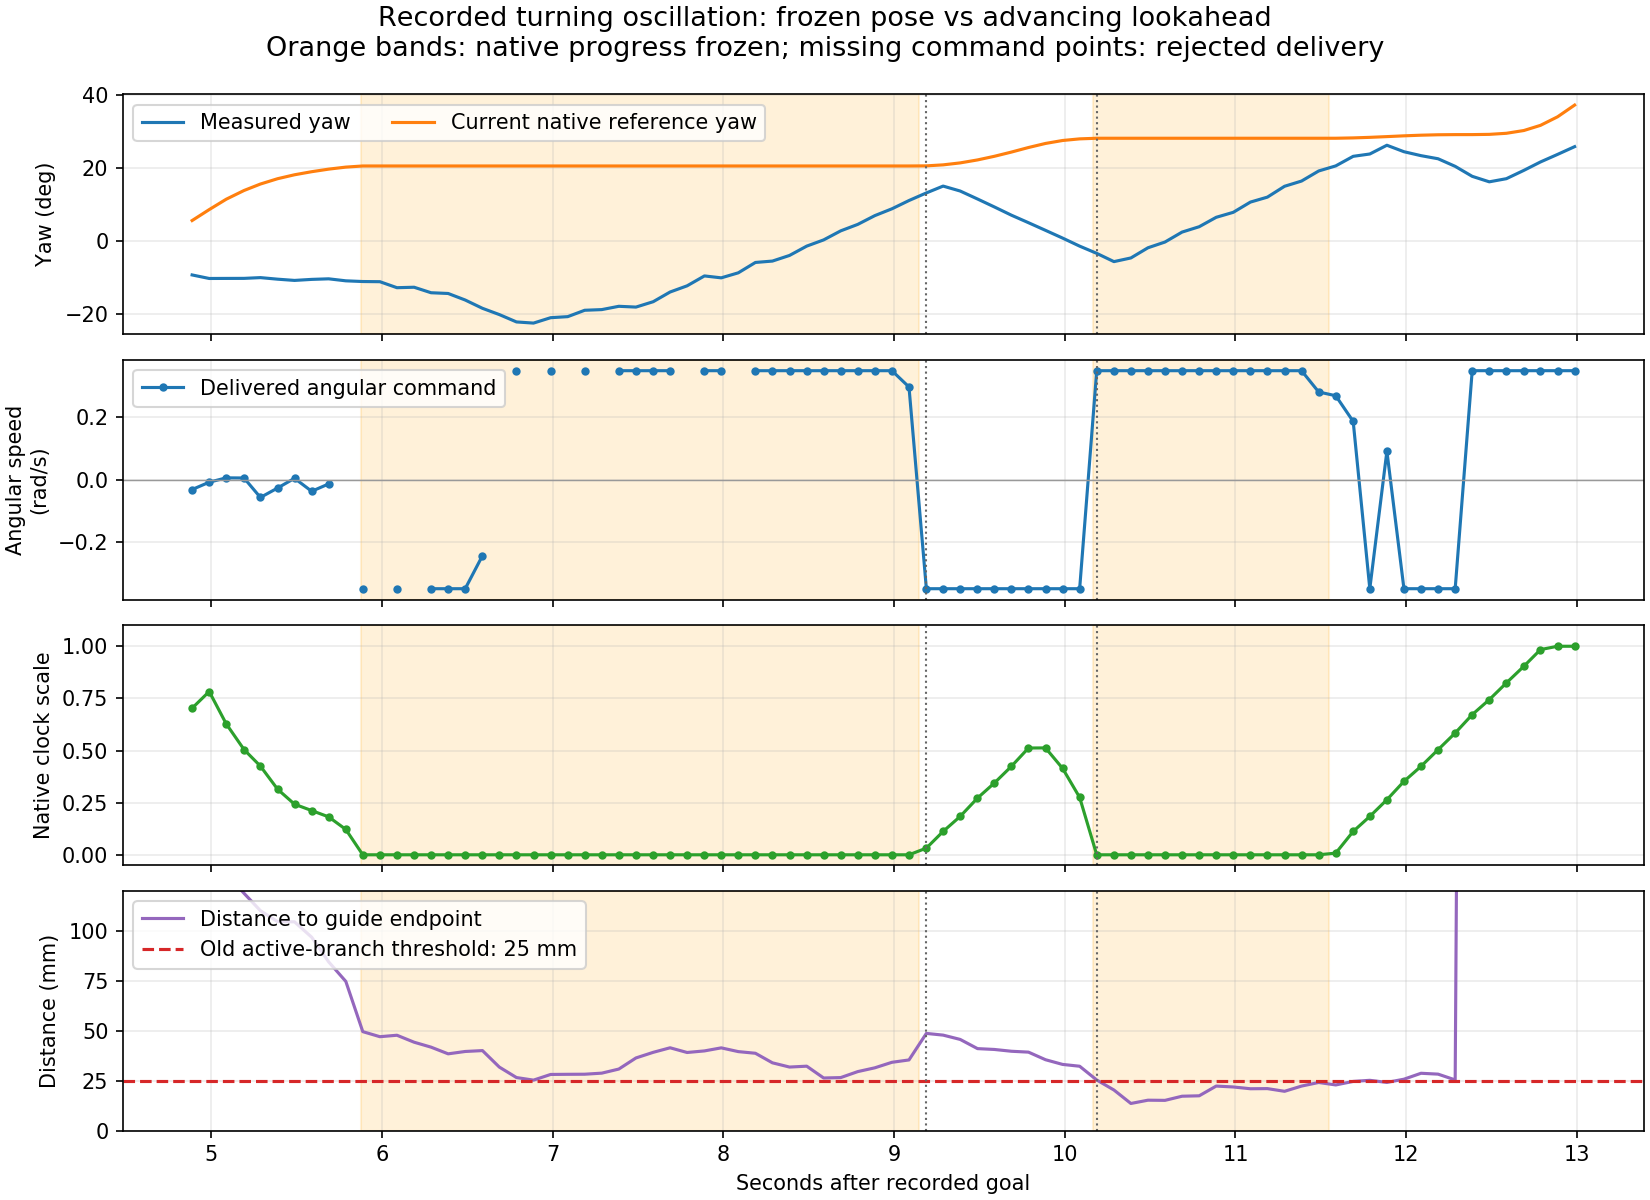 Recorded turning oscillation: frozen pose vs advancing lookahead
Orange bands: native progress frozen; missing command points: rejected delivery
Yaw (deg)
40
20
0
−20
Measured yaw
Current native reference yaw
Angular speed
(rad/s)
0.2
0.0
−0.2
Delivered angular command
Native clock scale
1.00
0.75
0.50
0.25
0.00
Distance (mm)
100
75
50
25
0
Distance to guide endpoint
Old active-branch threshold: 25 mm
5 6 7 8 9 10 11 12 13
Seconds after recorded goal